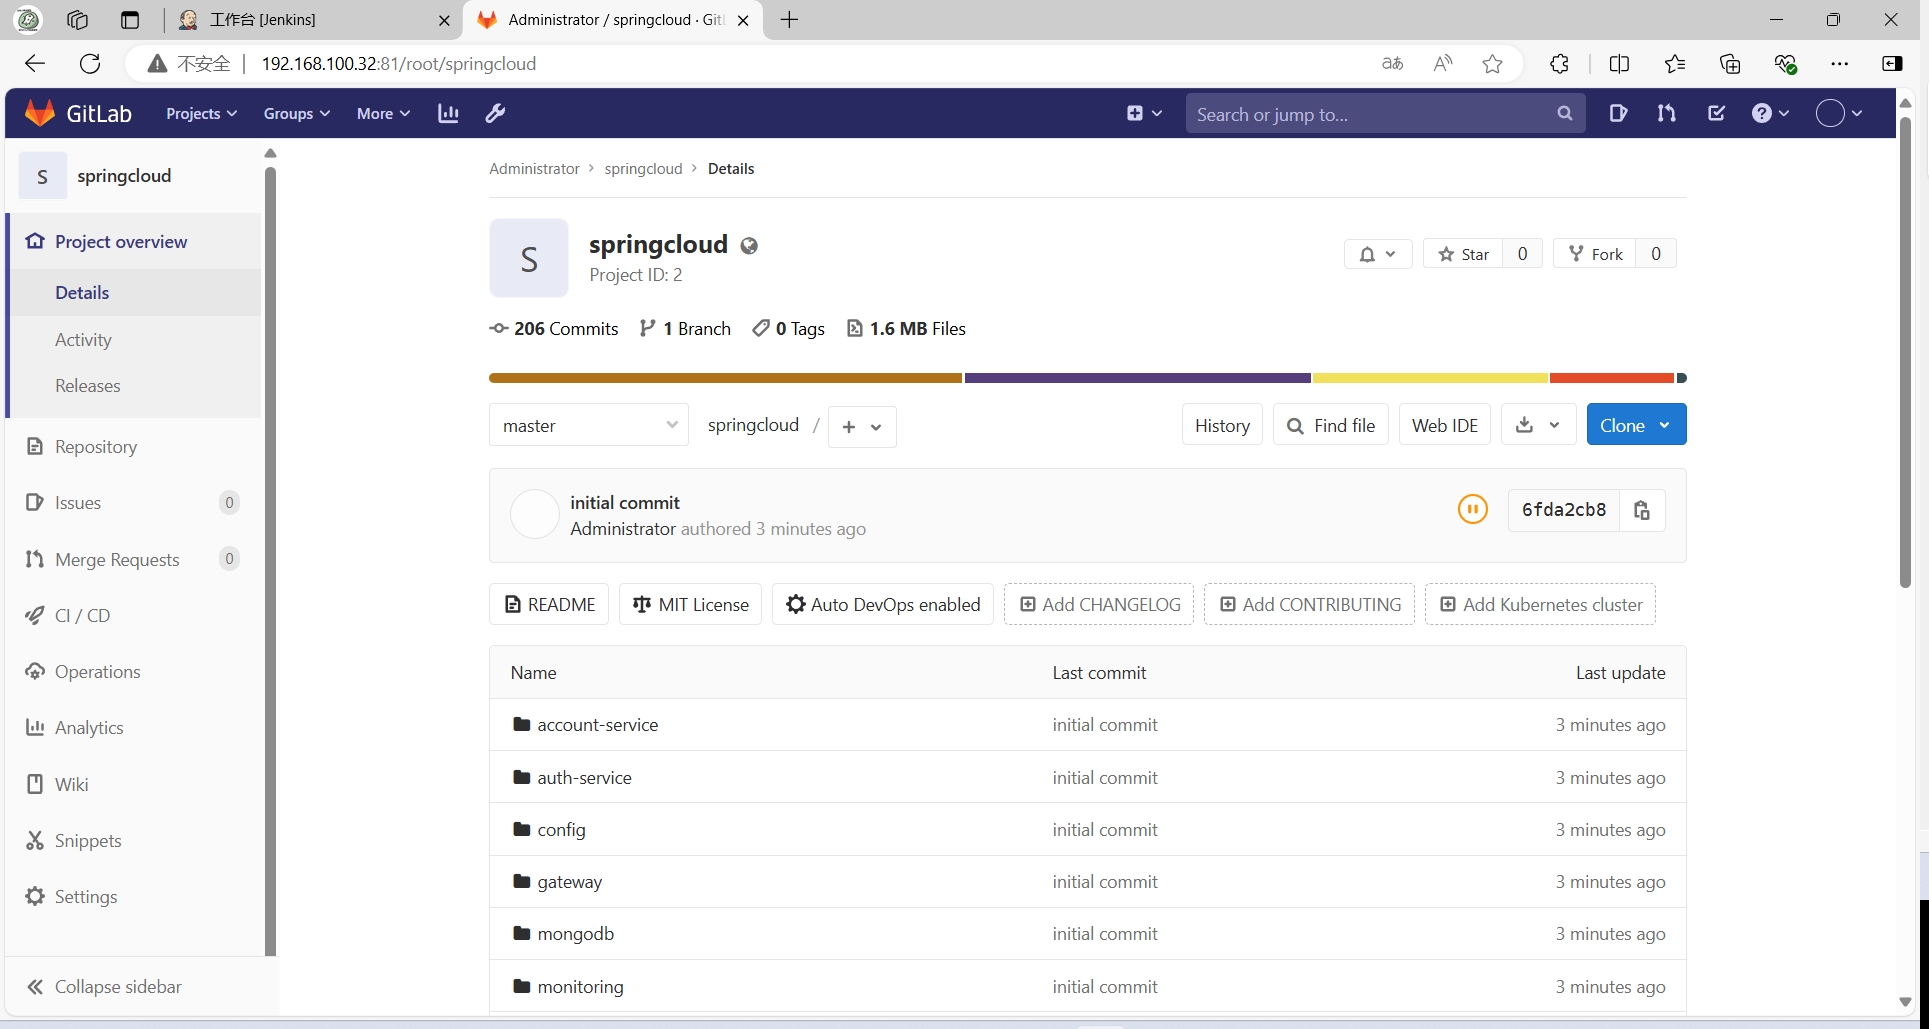 工作台 [Jenkins]
Administrator / springcloud · Git
不安全 192.168.100.32:81/root/springcloud
GitLab Projects Groups More Search or jump to...
S springcloud
Project overview
Details
Activity
Releases
Repository
Issues 0
Merge Requests 0
CI / CD
Operations
Analytics
Wiki
Snippets
Settings
Collapse sidebar
Administrator > springcloud > Details
S
springcloud
Project ID: 2
Star 0 Fork 0
206 Commits 1 Branch 0 Tags 1.6 MB Files
master springcloud / + History Find file Web IDE Clone
initial commit
Administrator authored 3 minutes ago
6fda2cb8
README MIT License Auto DevOps enabled Add CHANGELOG Add CONTRIBUTING Add Kubernetes cluster
Name Last commit Last update
account-service initial commit 3 minutes ago
auth-service initial commit 3 minutes ago
config initial commit 3 minutes ago
gateway initial commit 3 minutes ago
mongodb initial commit 3 minutes ago
monitoring initial commit 3 minutes ago